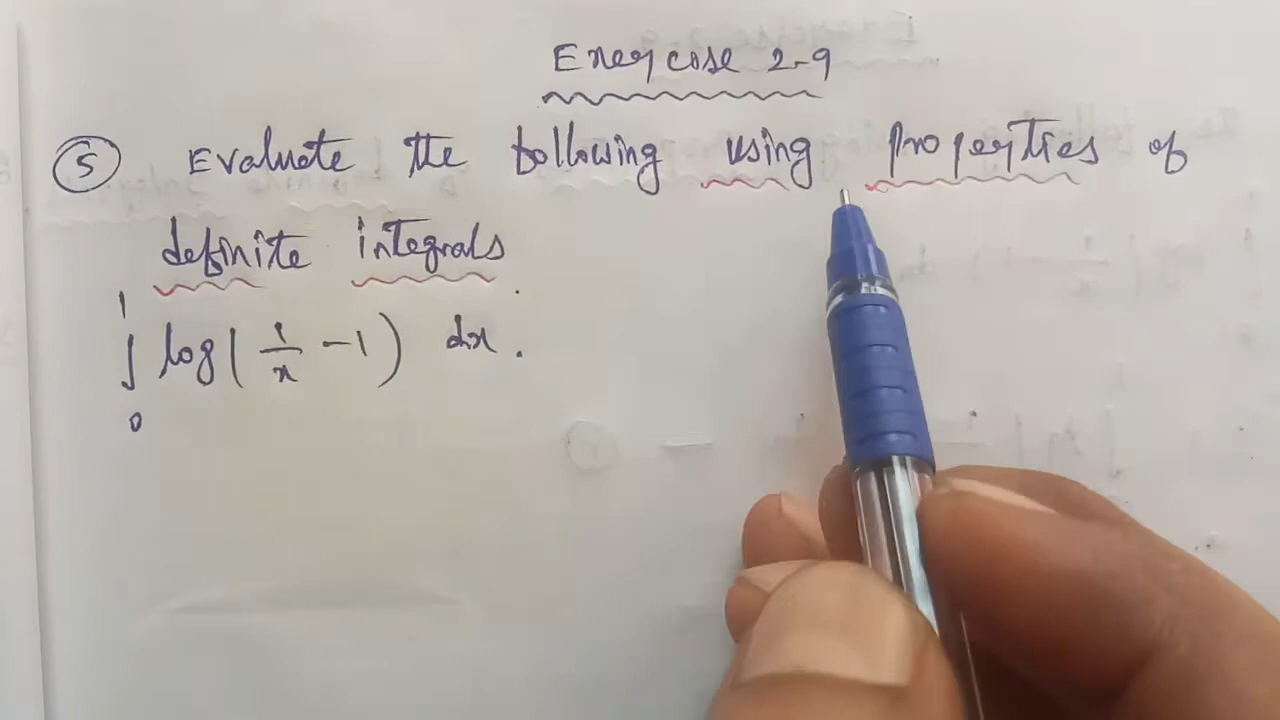 Exercise 2.9
⑤ Evaluate the following using properties of
definite integrals
∫₀¹ log(1/x - 1) dx.